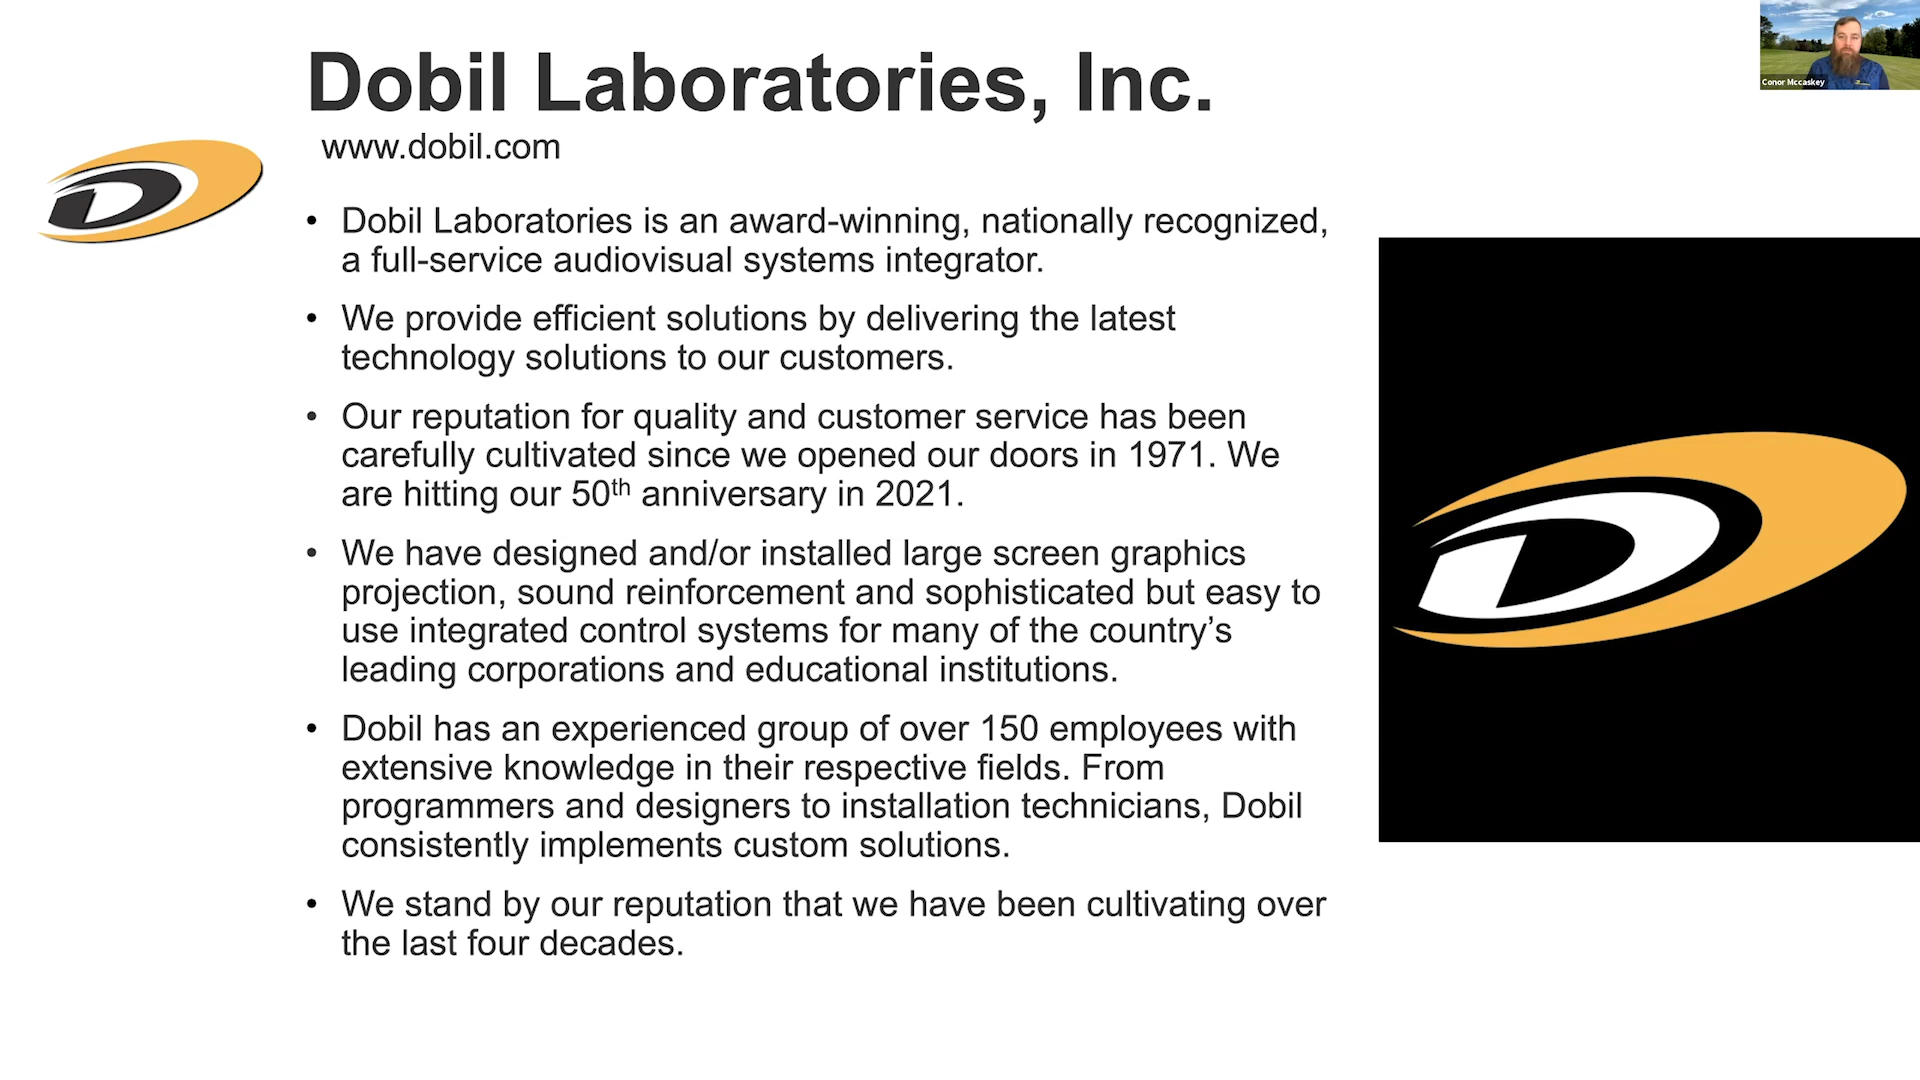 Dobil Laboratories, Inc.
www.dobil.com
Conor Mccaskey
• Dobil Laboratories is an award-winning, nationally recognized,
a full-service audiovisual systems integrator.
• We provide efficient solutions by delivering the latest
technology solutions to our customers.
• Our reputation for quality and customer service has been
carefully cultivated since we opened our doors in 1971. We
are hitting our 50th anniversary in 2021.
• We have designed and/or installed large screen graphics
projection, sound reinforcement and sophisticated but easy to
use integrated control systems for many of the country’s
leading corporations and educational institutions.
• Dobil has an experienced group of over 150 employees with
extensive knowledge in their respective fields. From
programmers and designers to installation technicians, Dobil
consistently implements custom solutions.
• We stand by our reputation that we have been cultivating over
the last four decades.